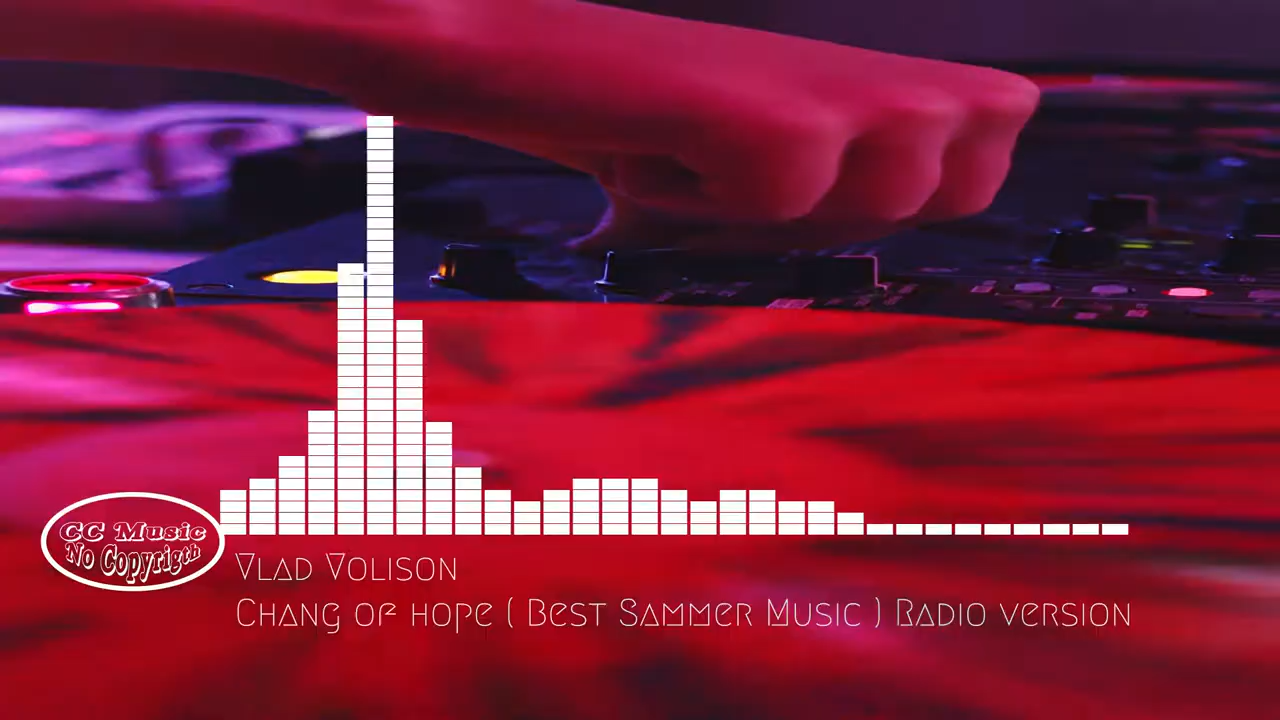 CC Music
No Copyrigth
Vlad Volison
Chang of hope ( Best Sammer Music ) Radio version